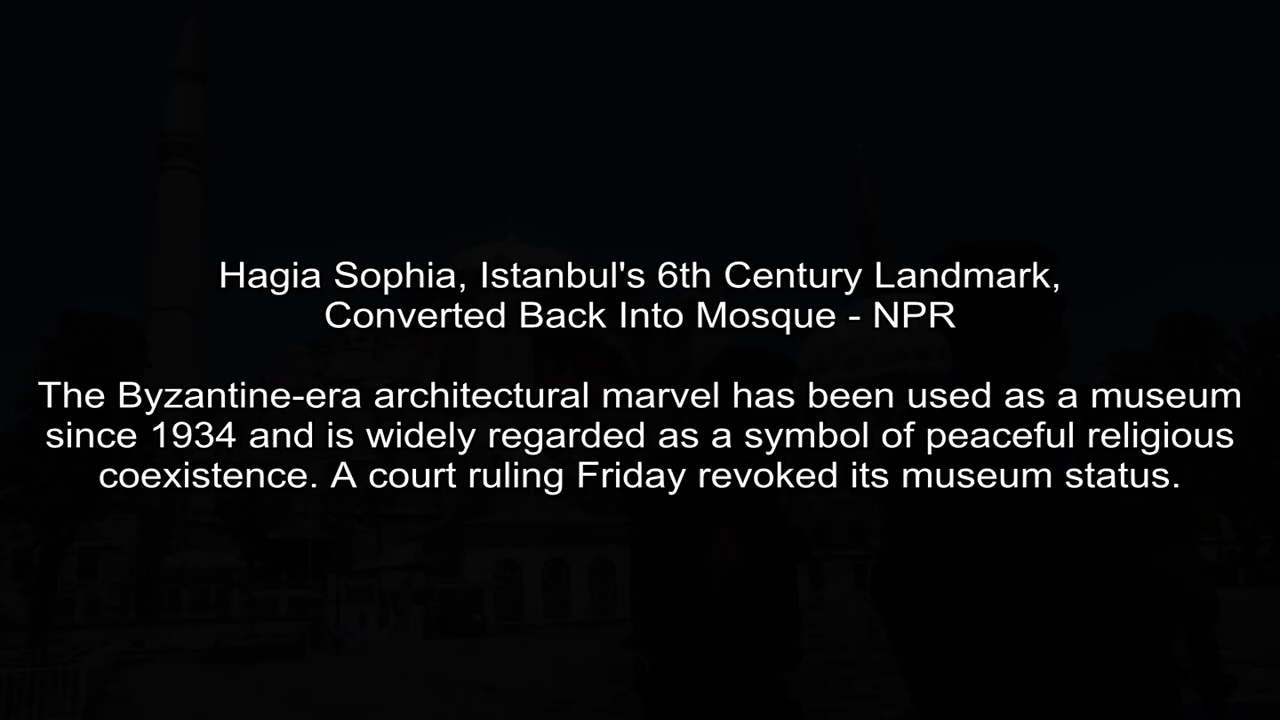 Hagia Sophia, Istanbul's 6th Century Landmark,
Converted Back Into Mosque - NPR
The Byzantine-era architectural marvel has been used as a museum
since 1934 and is widely regarded as a symbol of peaceful religious
coexistence. A court ruling Friday revoked its museum status.